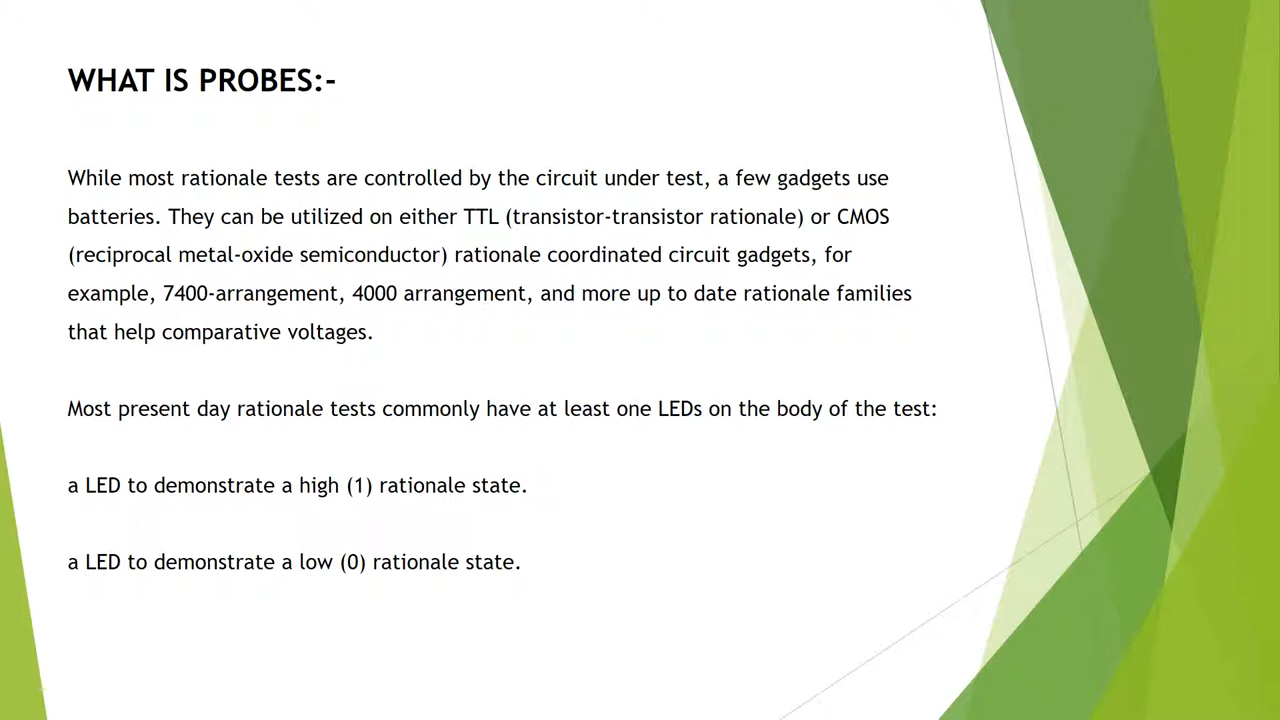 WHAT IS PROBES:-
While most rationale tests are controlled by the circuit under test, a few gadgets use
batteries. They can be utilized on either TTL (transistor-transistor rationale) or CMOS
(reciprocal metal-oxide semiconductor) rationale coordinated circuit gadgets, for
example, 7400-arrangement, 4000 arrangement, and more up to date rationale families
that help comparative voltages.
Most present day rationale tests commonly have at least one LEDs on the body of the test:
a LED to demonstrate a high (1) rationale state.
a LED to demonstrate a low (0) rationale state.